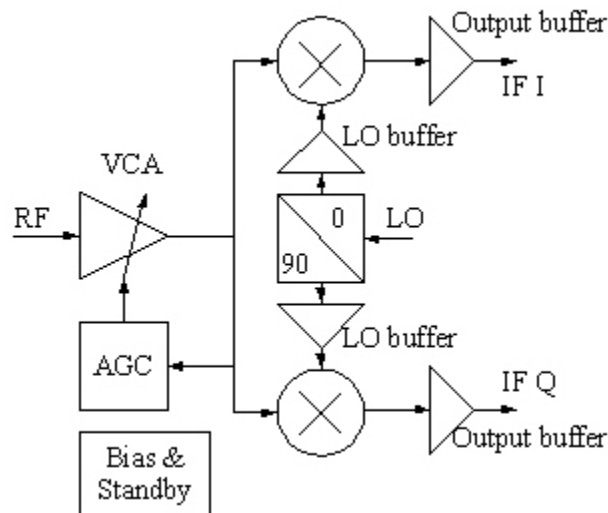 Output buffer
IF I
LO buffer
VCA
RF
0
LO
90
LO buffer
AGC
IF Q
Output buffer
Bias &
Standby